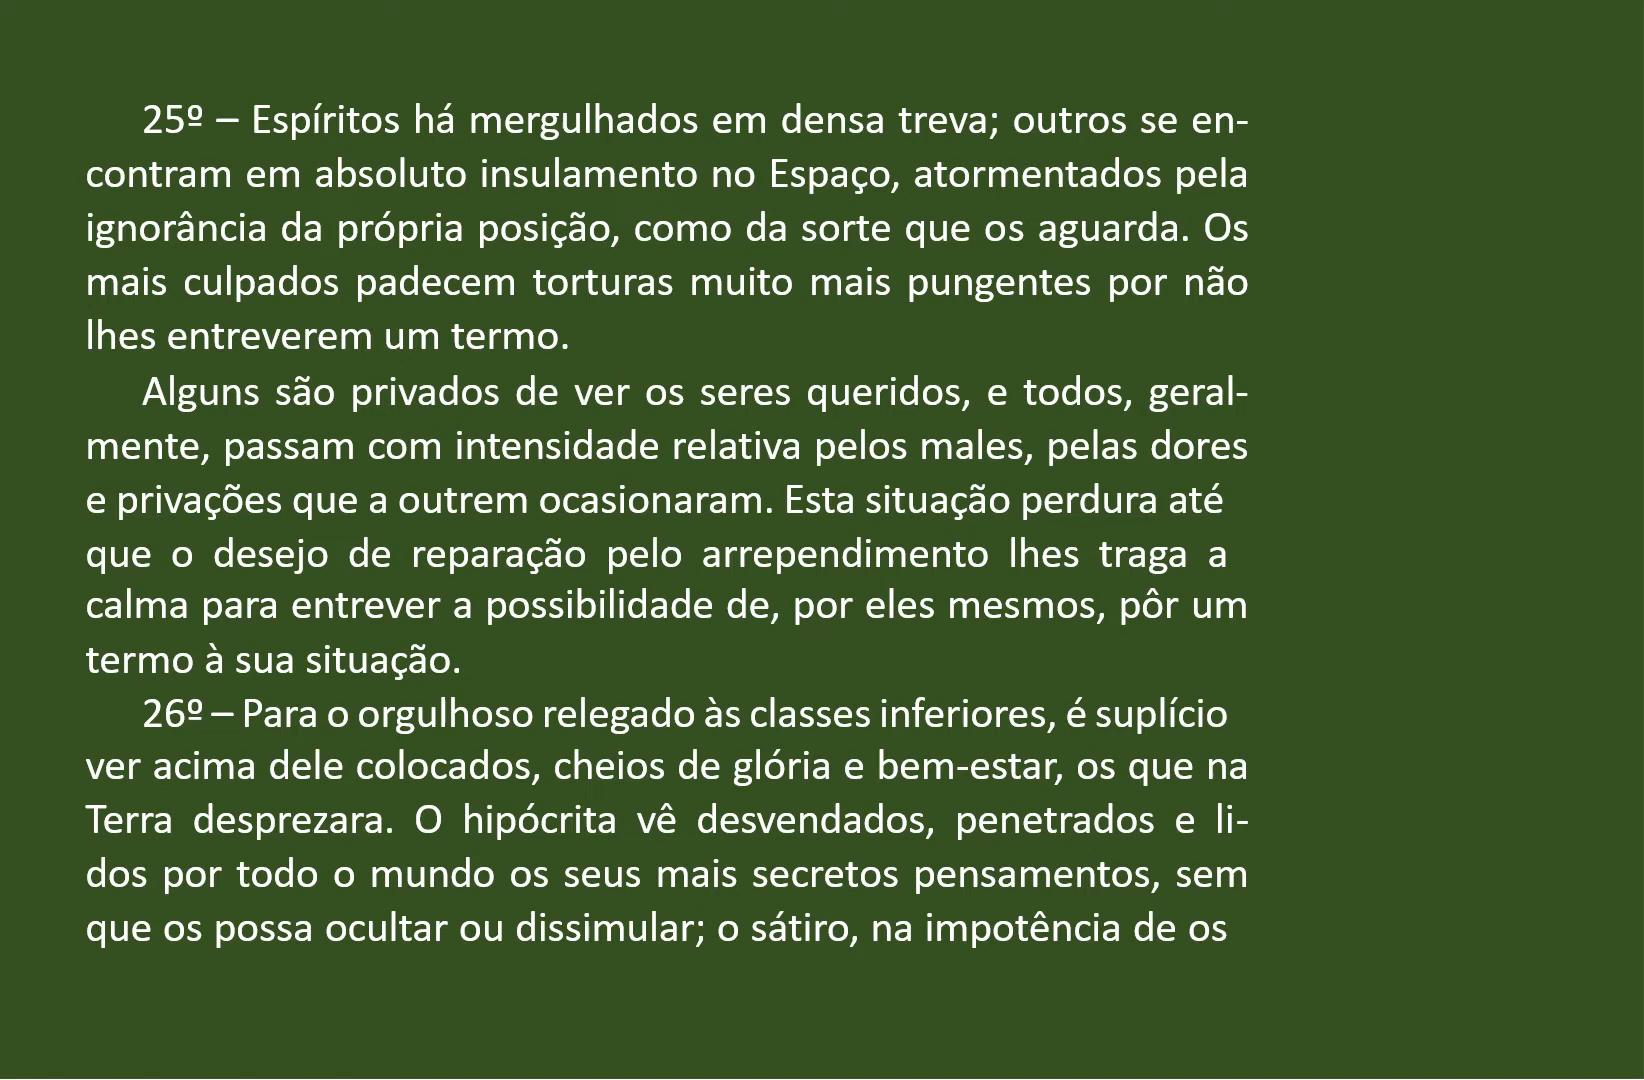 25º – Espíritos há mergulhados em densa treva; outros se en-
contram em absoluto insulamento no Espaço, atormentados pela
ignorância da própria posição, como da sorte que os aguarda. Os
mais culpados padecem torturas muito mais pungentes por não
lhes entreverem um termo.
Alguns são privados de ver os seres queridos, e todos, geral-
mente, passam com intensidade relativa pelos males, pelas dores
e privações que a outrem ocasionaram. Esta situação perdura até
que o desejo de reparação pelo arrependimento lhes traga a
calma para entrever a possibilidade de, por eles mesmos, pôr um
termo à sua situação.
26º – Para o orgulhoso relegado às classes inferiores, é suplício
ver acima dele colocados, cheios de glória e bem-estar, os que na
Terra desprezara. O hipócrita vê desvendados, penetrados e li-
dos por todo o mundo os seus mais secretos pensamentos, sem
que os possa ocultar ou dissimular; o sátiro, na impotência de os